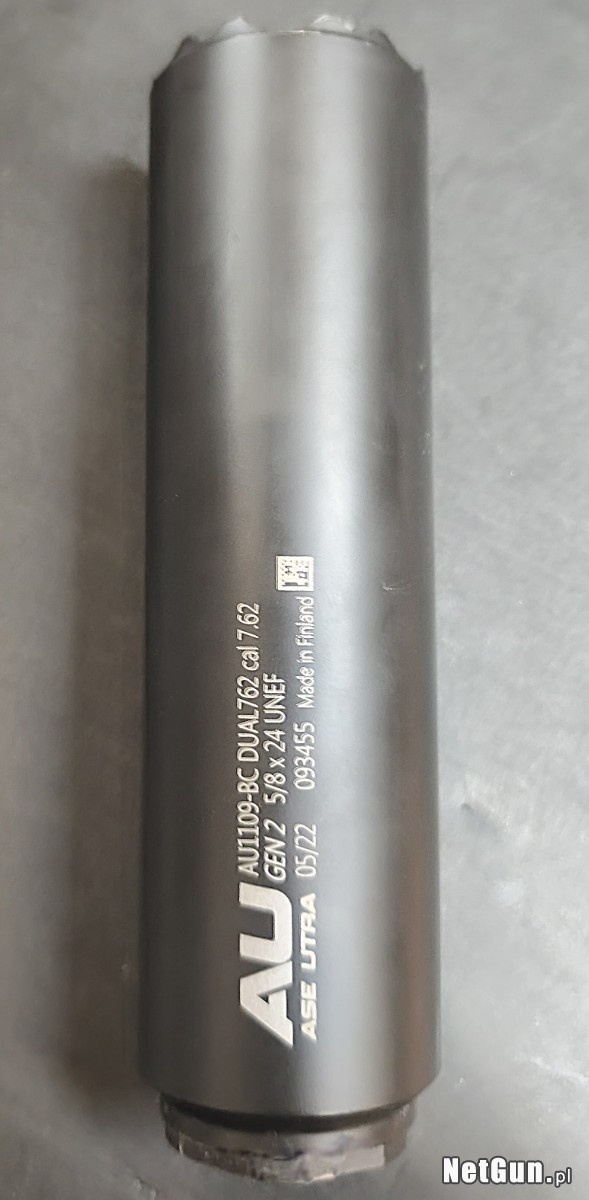 AU
ASE UTRA
AU1109-BC DUAL762 cal 7.62
GEN 2 5/8 x 24 UNEF
05/22 093455 Made in Finland
NetGun.pl